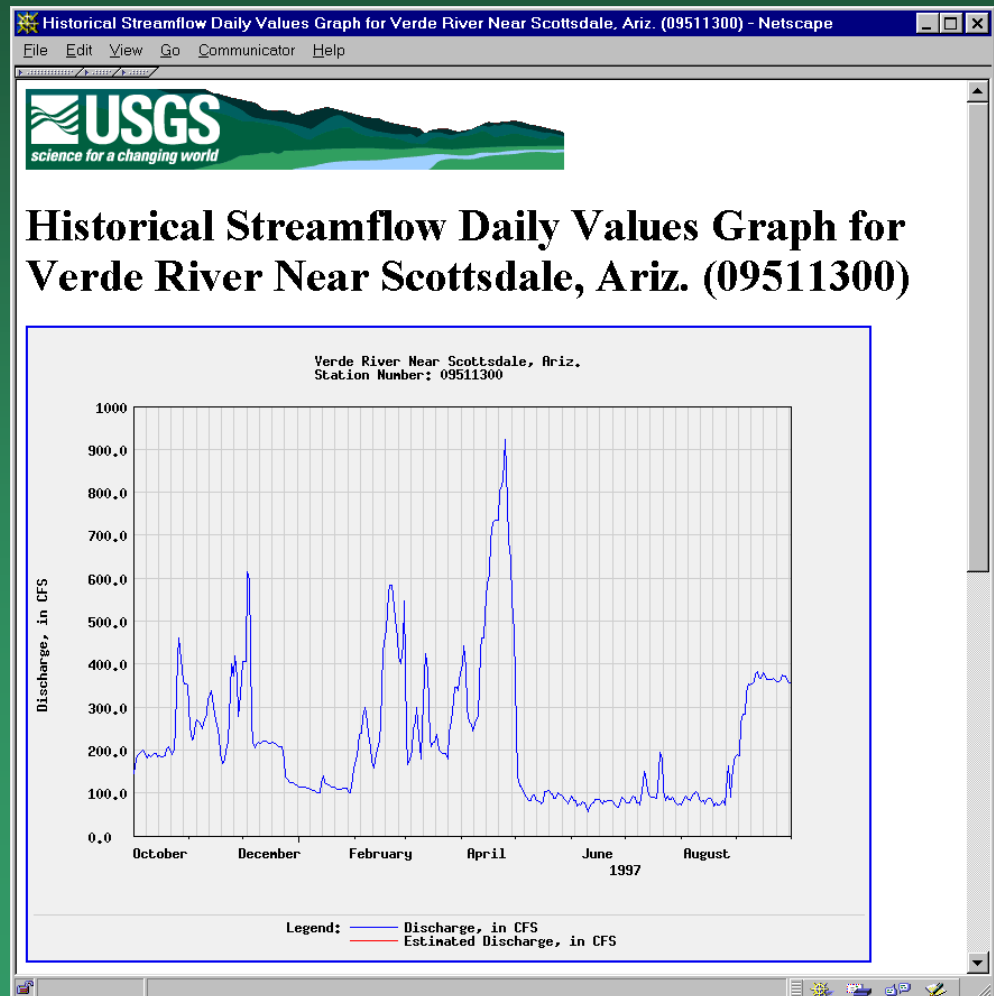 Historical Streamflow Daily Values Graph for Verde River Near Scottsdale, Ariz. (09511300) - Netscape
File Edit View Go Communicator Help
USGS
science for a changing world
Historical Streamflow Daily Values Graph for
Verde River Near Scottsdale, Ariz. (09511300)
Verde River Near Scottsdale, Ariz.
Station Number: 09511300
1000
900.0
800.0
700.0
600.0
500.0
400.0
300.0
200.0
100.0
0.0
Discharge, in CFS
October December February April June August
1997
Legend: Discharge, in CFS
Estimated Discharge, in CFS